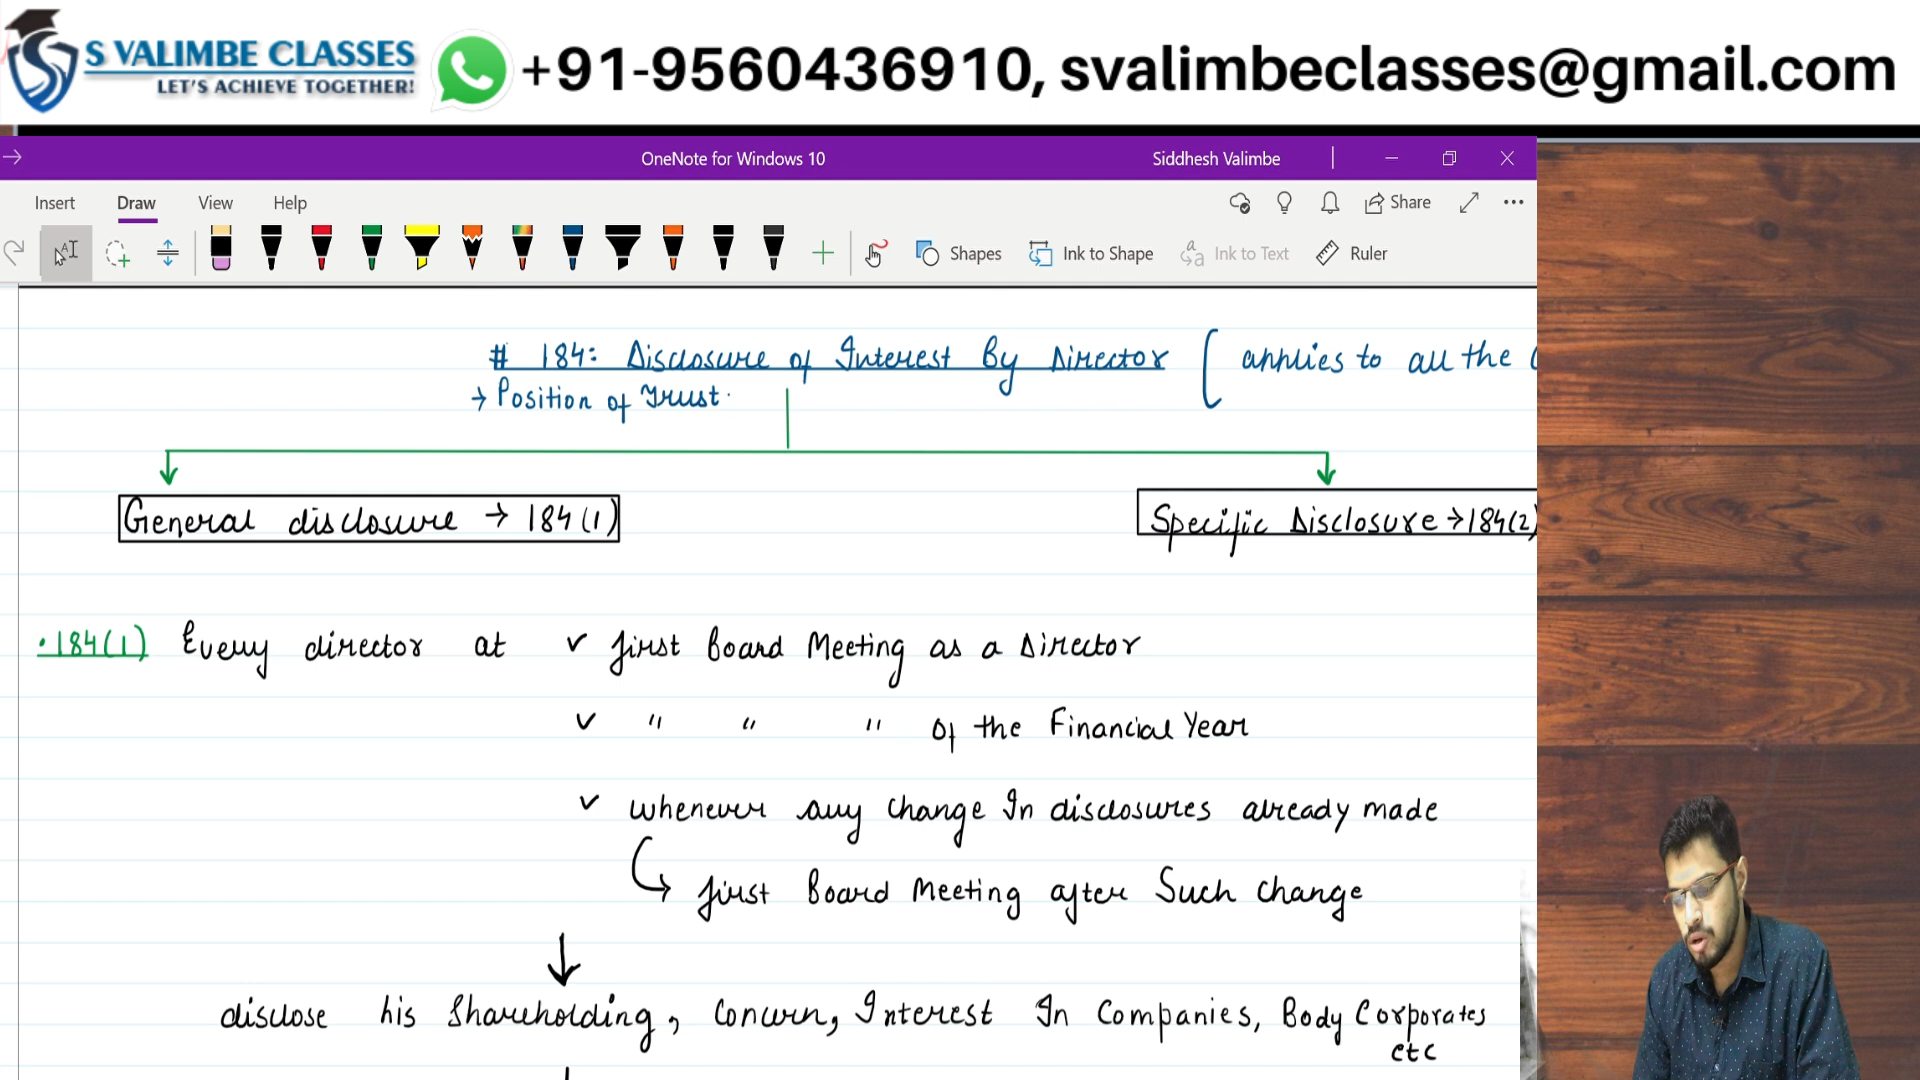 S VALIMBE CLASSES
LET'S ACHIEVE TOGETHER!
+91-9560436910, svalimbeclasses@gmail.com
OneNote for Windows 10
Siddhesh Valimbe
Insert Draw View Help
Share
Shapes Ink to Shape Ink to Text Ruler
# 184: Disclosure of Interest By Director ( applies to all the
→ Position of Trust.
General disclosure → 184(1)
Specific Disclosure → 184(2)
• 184(1) Every director at ✓ first Board Meeting as a Director
✓ " " " of the Financial Year
✓ whenever any change In disclosures already made
↳ first Board Meeting after Such change
disclose his Shareholding, Concern, Interest In Companies, Body Corporates
etc